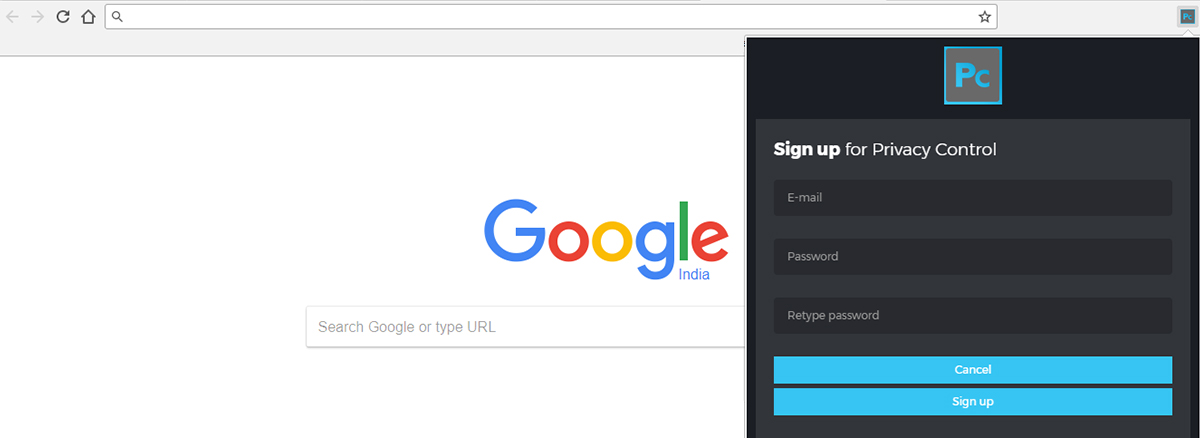 Pc
Pc
Sign up for Privacy Control
E-mail
Google
India
Password
Search Google or type URL
Retype password
Cancel
Sign up